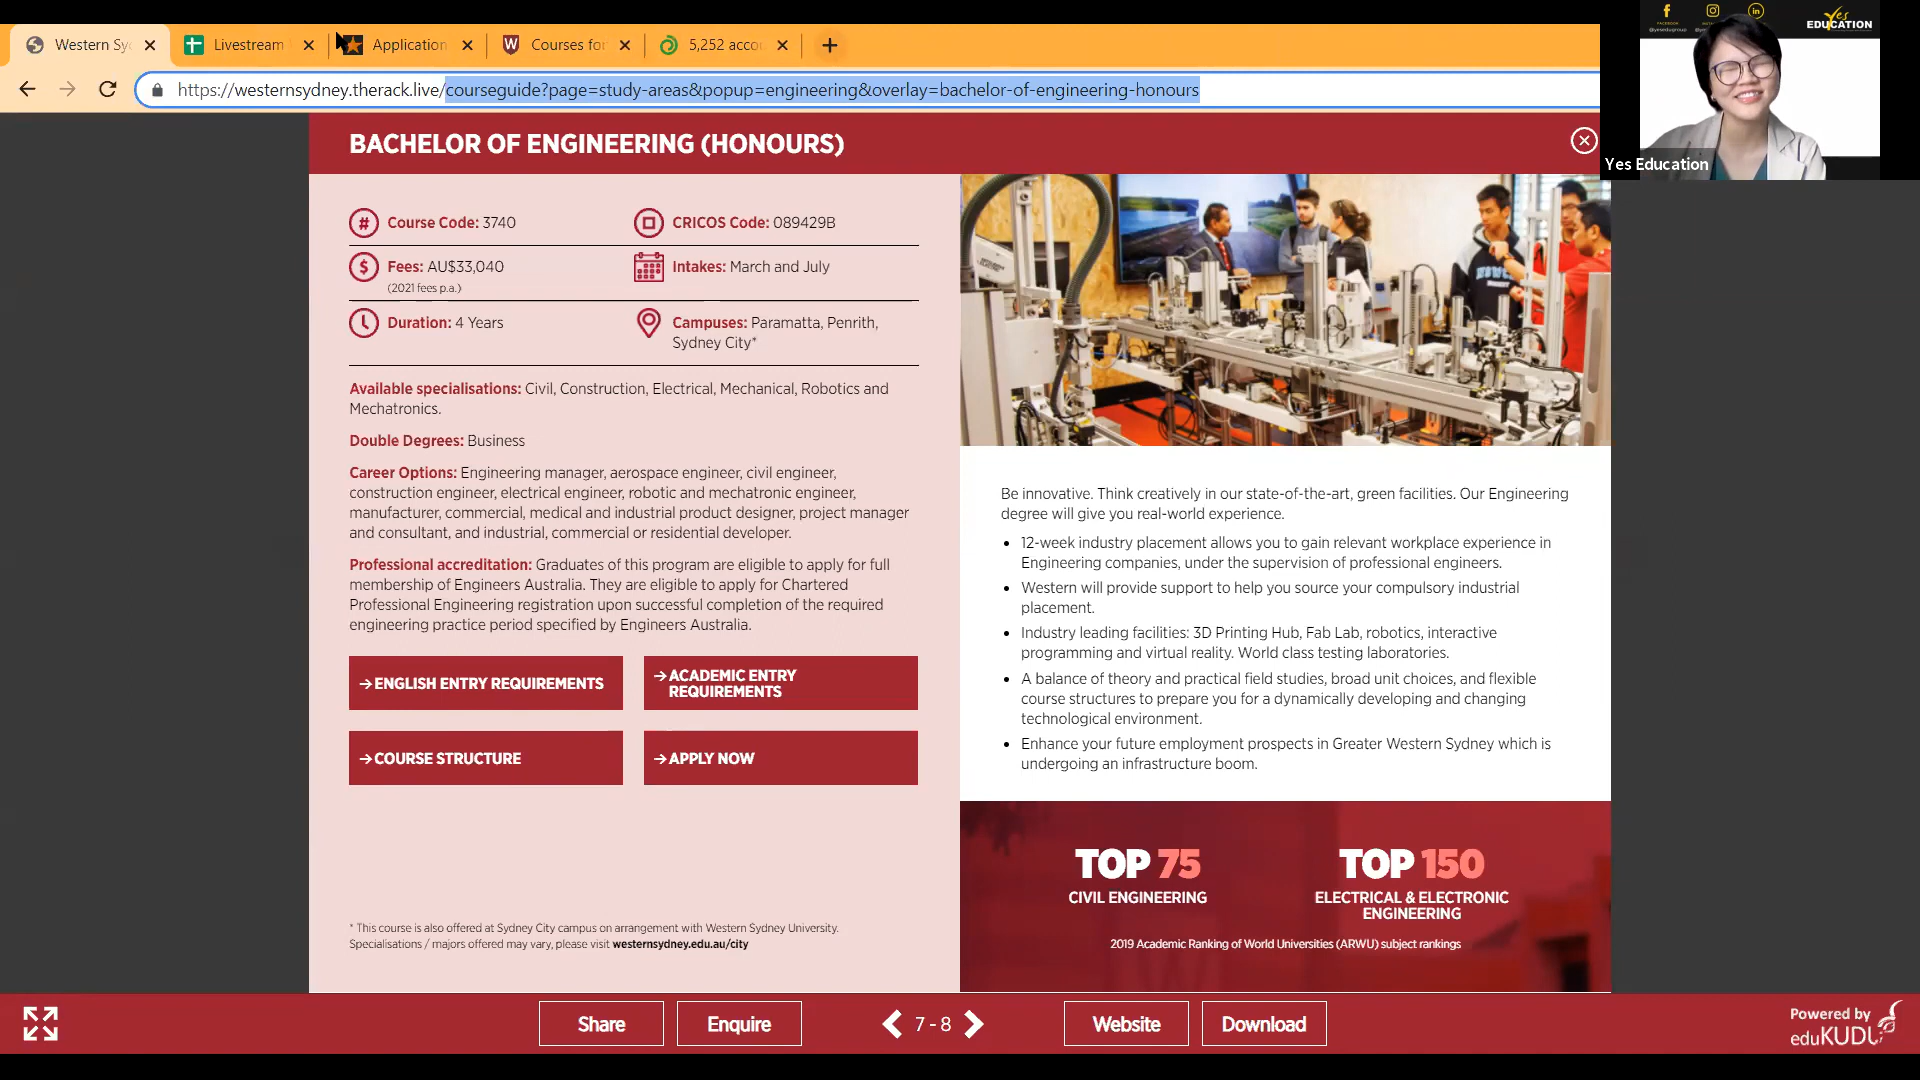 Western Sy
Livestream
Application
Courses for
5,252 acco
https://westernsydney.therack.live/courseguide?page=study-areas&popup=engineering&overlay=bachelor-of-engineering-honours
FACEBOOK
@yesedugroup
Yes
EDUCATION
Yes Education
BACHELOR OF ENGINEERING (HONOURS)
Course Code: 3740
CRICOS Code: 089429B
Fees: AU$33,040
(2021 fees p.a.)
Intakes: March and July
Duration: 4 Years
Campuses: Paramatta, Penrith,
Sydney City*
Available specialisations: Civil, Construction, Electrical, Mechanical, Robotics and
Mechatronics.
Double Degrees: Business
Career Options: Engineering manager, aerospace engineer, civil engineer,
construction engineer, electrical engineer, robotic and mechatronic engineer,
manufacturer, commercial, medical and industrial product designer, project manager
and consultant, and industrial, commercial or residential developer.
Professional accreditation: Graduates of this program are eligible to apply for full
membership of Engineers Australia. They are eligible to apply for Chartered
Professional Engineering registration upon successful completion of the required
engineering practice period specified by Engineers Australia.
→ENGLISH ENTRY REQUIREMENTS
→ACADEMIC ENTRY
REQUIREMENTS
→COURSE STRUCTURE
→APPLY NOW
* This course is also offered at Sydney City campus on arrangement with Western Sydney University.
Specialisations / majors offered may vary, please visit westernsydney.edu.au/city
Be innovative. Think creatively in our state-of-the-art, green facilities. Our Engineering
degree will give you real-world experience.
• 12-week industry placement allows you to gain relevant workplace experience in
Engineering companies, under the supervision of professional engineers.
• Western will provide support to help you source your compulsory industrial
placement.
• Industry leading facilities: 3D Printing Hub, Fab Lab, robotics, interactive
programming and virtual reality. World class testing laboratories.
• A balance of theory and practical field studies, broad unit choices, and flexible
course structures to prepare you for a dynamically developing and changing
technological environment.
• Enhance your future employment prospects in Greater Western Sydney which is
undergoing an infrastructure boom.
TOP 75
CIVIL ENGINEERING
TOP 150
ELECTRICAL & ELECTRONIC
ENGINEERING
2019 Academic Ranking of World Universities (ARWU) subject rankings
Share
Enquire
7 - 8
Website
Download
Powered by
eduKUDU